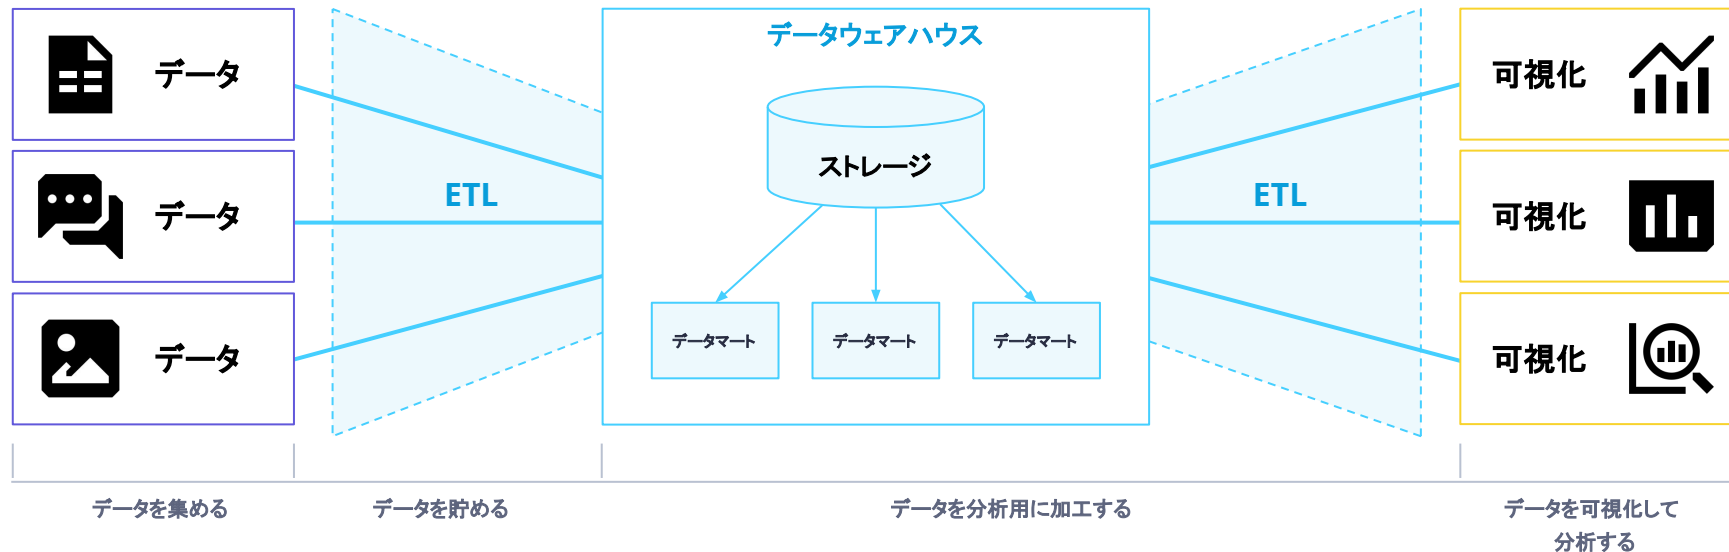 データウェアハウス
データ
可視化
ストレージ
ETL
ETL
データ
可視化
データマート
データマート
データマート
データ
可視化
データを集める
データを貯める
データを分析用に加工する
データを可視化して
分析する